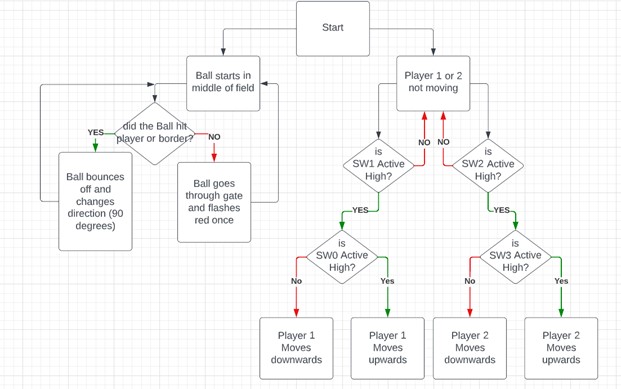 Start
Ball starts in
middle of field
Player 1 or 2
not moving
did the Ball hit
player or border?
YES
NO
Ball bounces
off and
changes
direction (90
degrees)
Ball goes
through gate
and flashes
red once
NO
NO
is
SW1 Active
High?
is
SW2 Active
High?
YES
YES
is
SW0 Active
High?
is
SW3 Active
High?
No
Yes
No
Yes
Player 1
Moves
downwards
Player 1
Moves
upwards
Player 2
Moves
downwards
Player 2
Moves
upwards